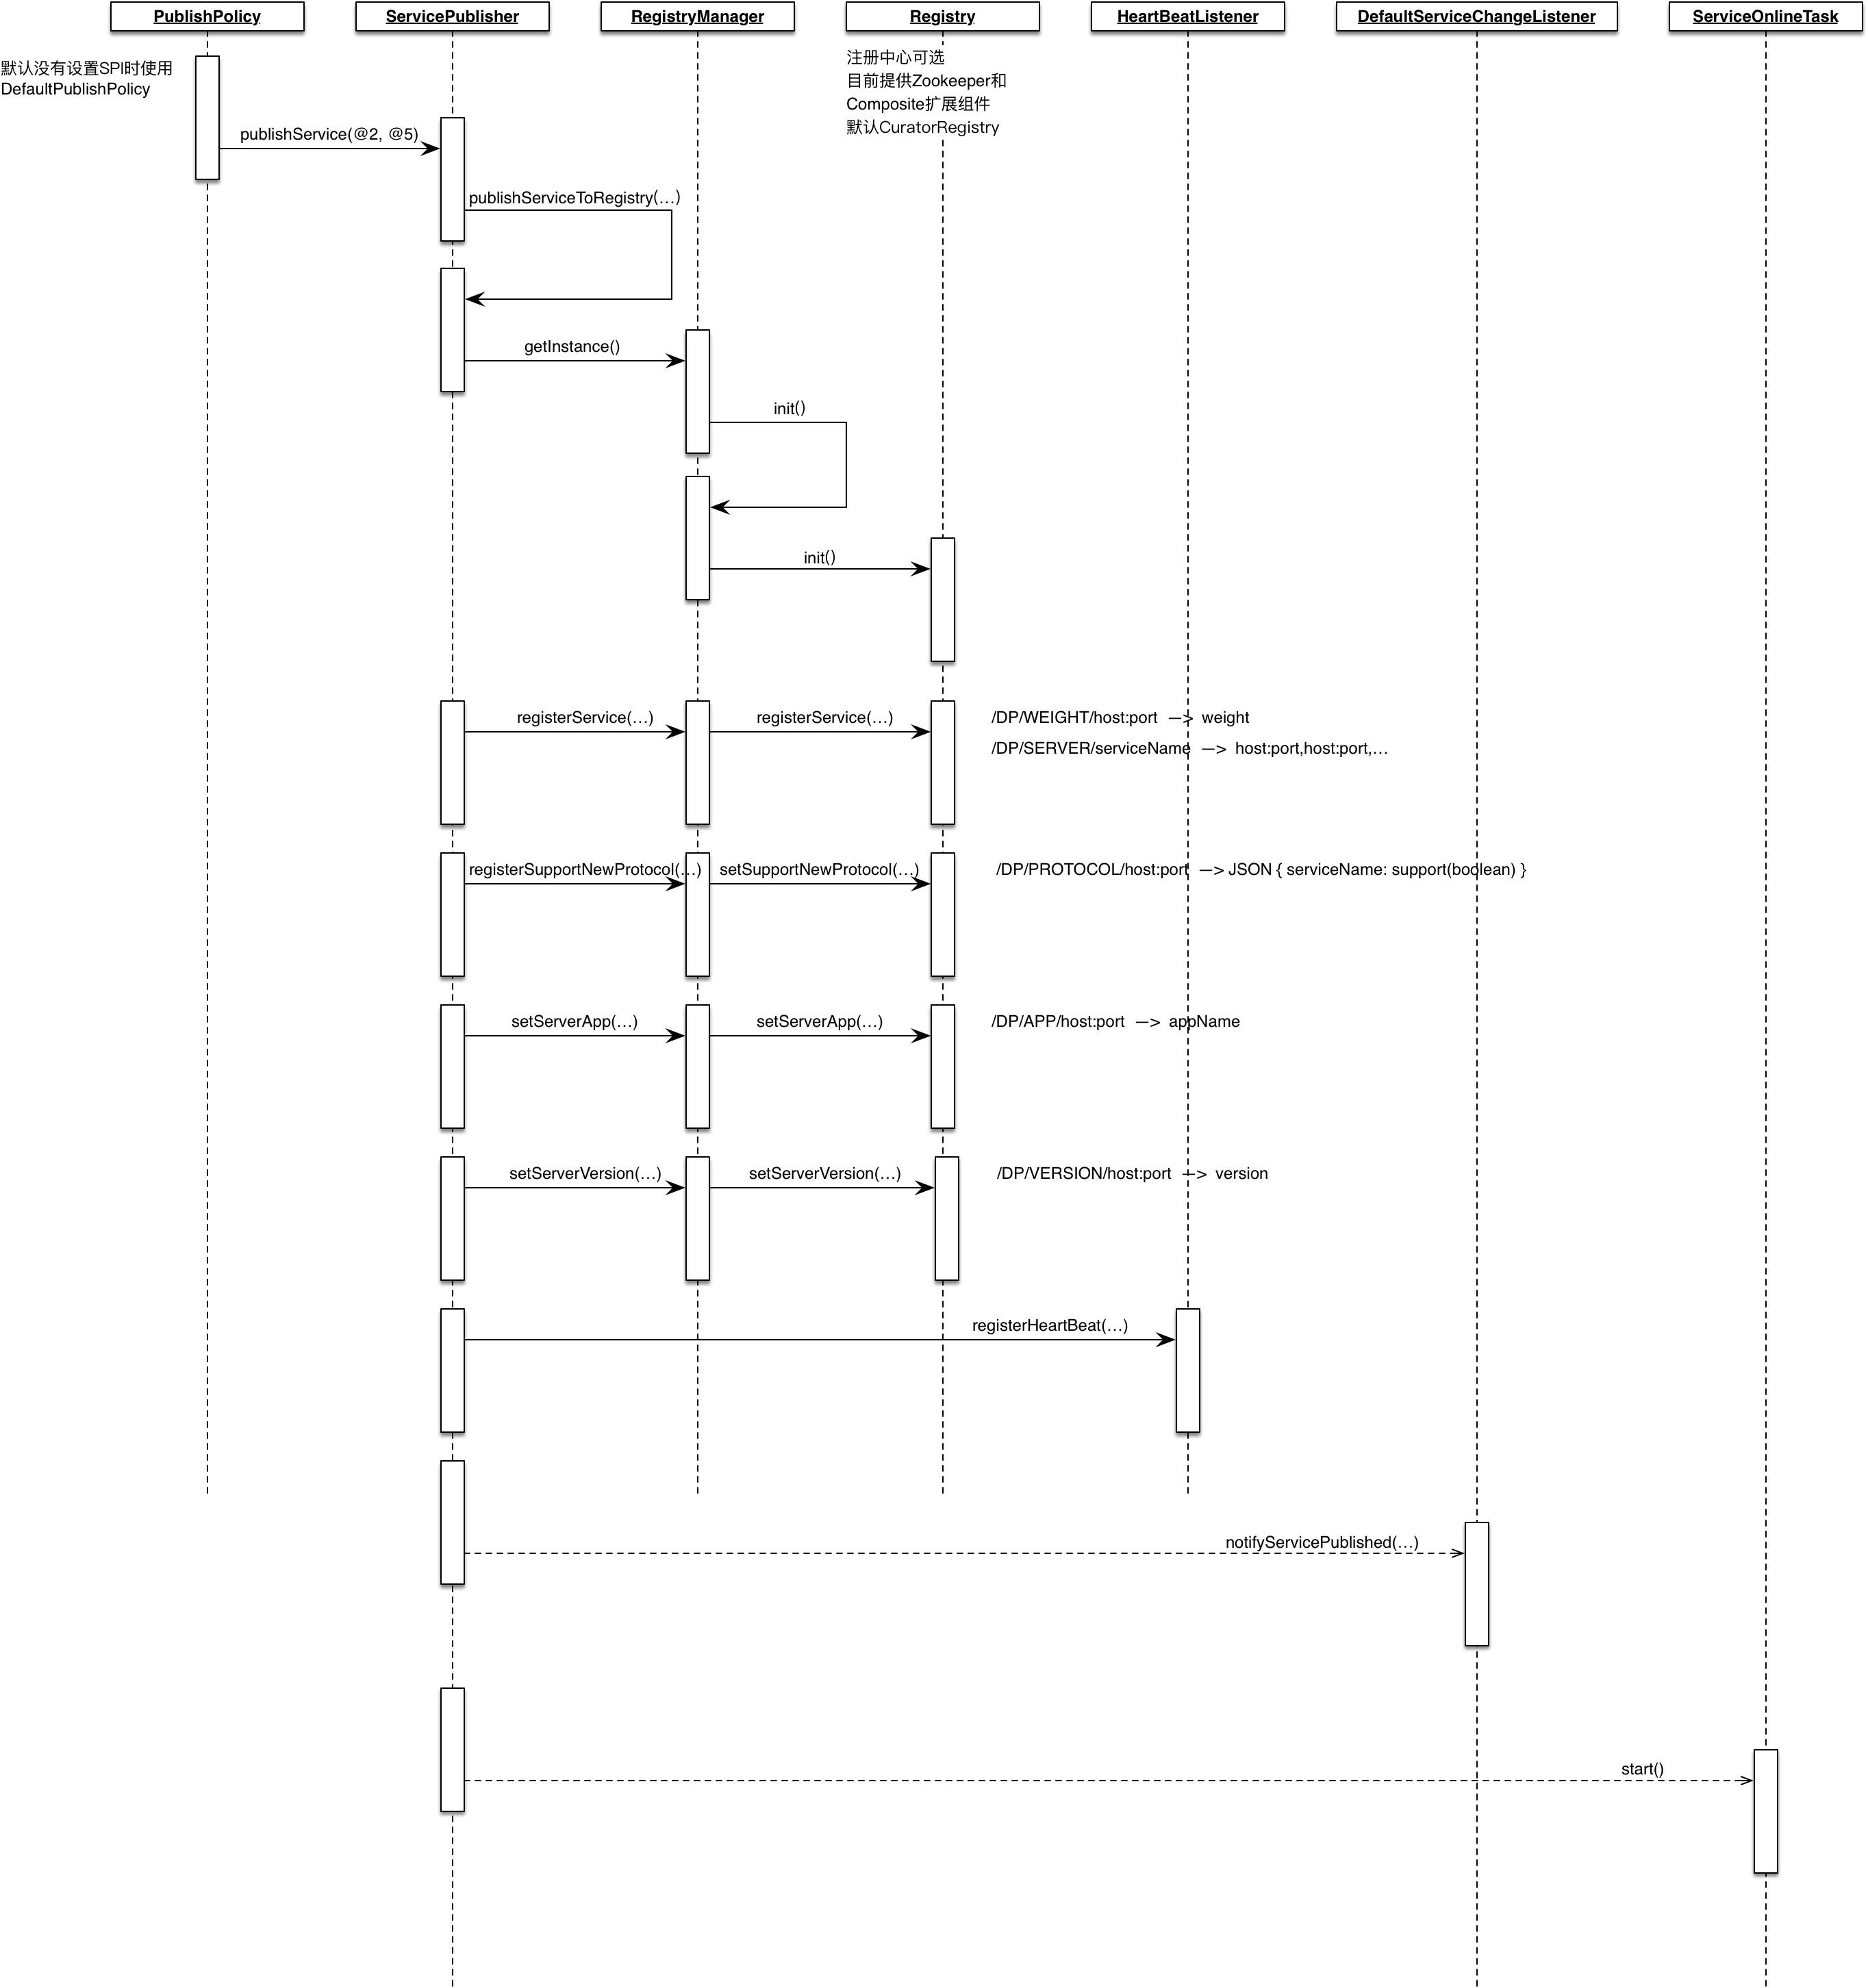 PublishPolicy
ServicePublisher
RegistryManager
Registry
HeartBeatListener
DefaultServiceChangeListener
ServiceOnlineTask
默认没有设置SPI时使用
DefaultPublishPolicy
注册中心可选
目前提供Zookeeper和
Composite扩展组件
默认CuratorRegistry
publishService(@2, @5)
publishServiceToRegistry(…)
getInstance()
init()
init()
registerService(…)
registerService(…)
/DP/WEIGHT/host:port —> weight
/DP/SERVER/serviceName —> host:port,host:port,…
registerSupportNewProtocol(…)
setSupportNewProtocol(…)
/DP/PROTOCOL/host:port —> JSON { serviceName: support(boolean) }
setServerApp(…)
setServerApp(…)
/DP/APP/host:port —> appName
setServerVersion(…)
setServerVersion(…)
/DP/VERSION/host:port —> version
registerHeartBeat(…)
notifyServicePublished(…)
start()